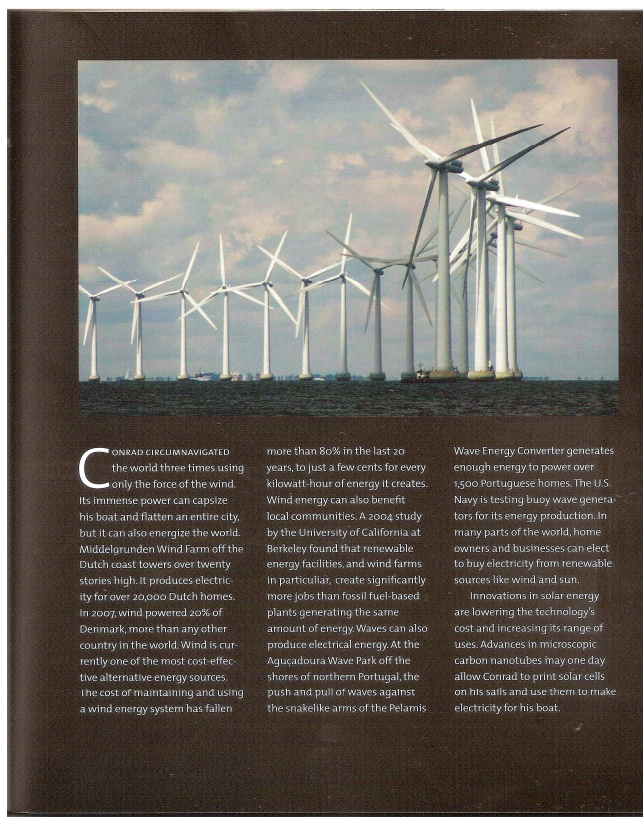 CONRAD CIRCUMNAVIGATED
the world three times using
only the force of the wind.
Its immense power can capsize
his boat and flatten an entire city,
but it can also energize the world.
Middelgrunden Wind Farm off the
Dutch coast towers over twenty
stories high. It produces electric-
ity for over 20,000 Dutch homes.
In 2007, wind powered 20% of
Denmark, more than any other
country in the world. Wind is cur-
rently one of the most cost-effec-
tive alternative energy sources.
The cost of maintaining and using
a wind energy system has fallen
more than 80% in the last 20
years, to just a few cents for every
kilowatt-hour of energy it creates.
Wind energy can also benefit
local communities. A 2004 study
by the University of California at
Berkeley found that renewable
energy facilities, and wind farms
in particuliar, create significantly
more jobs than fossil fuel-based
plants generating the same
amount of energy. Waves can also
produce electrical energy. At the
Aguçadoura Wave Park off the
shores of northern Portugal, the
push and pull of waves against
the snakelike arms of the Pelamis
Wave Energy Converter generates
enough energy to power over
1,500 Portuguese homes. The U.S.
Navy is testing buoy wave genera-
tors for its energy production. In
many parts of the world, home
owners and businesses can elect
to buy electricity from renewable
sources like wind and sun.
Innovations in solar energy
are lowering the technology's
cost and increasing its range of
uses. Advances in microscopic
carbon nanotubes may one day
allow Conrad to print solar cells
on his sails and use them to make
electricity for his boat.